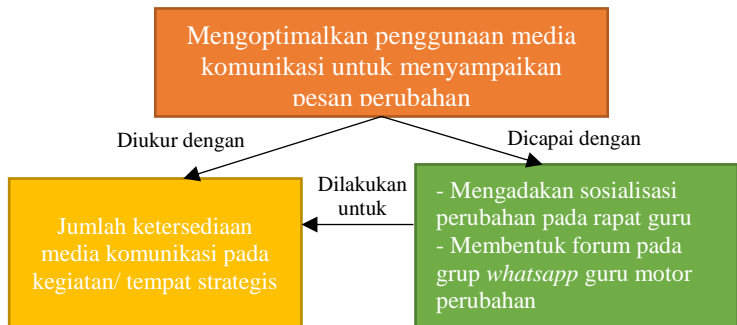 Mengoptimalkan penggunaan media
komunikasi untuk menyampaikan
pesan perubahan
Diukur dengan
Dicapai dengan
Jumlah ketersediaan
media komunikasi pada
kegiatan/ tempat strategis
Dilakukan
untuk
- Mengadakan sosialisasi
perubahan pada rapat guru
- Membentuk forum pada
grup whatsapp guru motor
perubahan